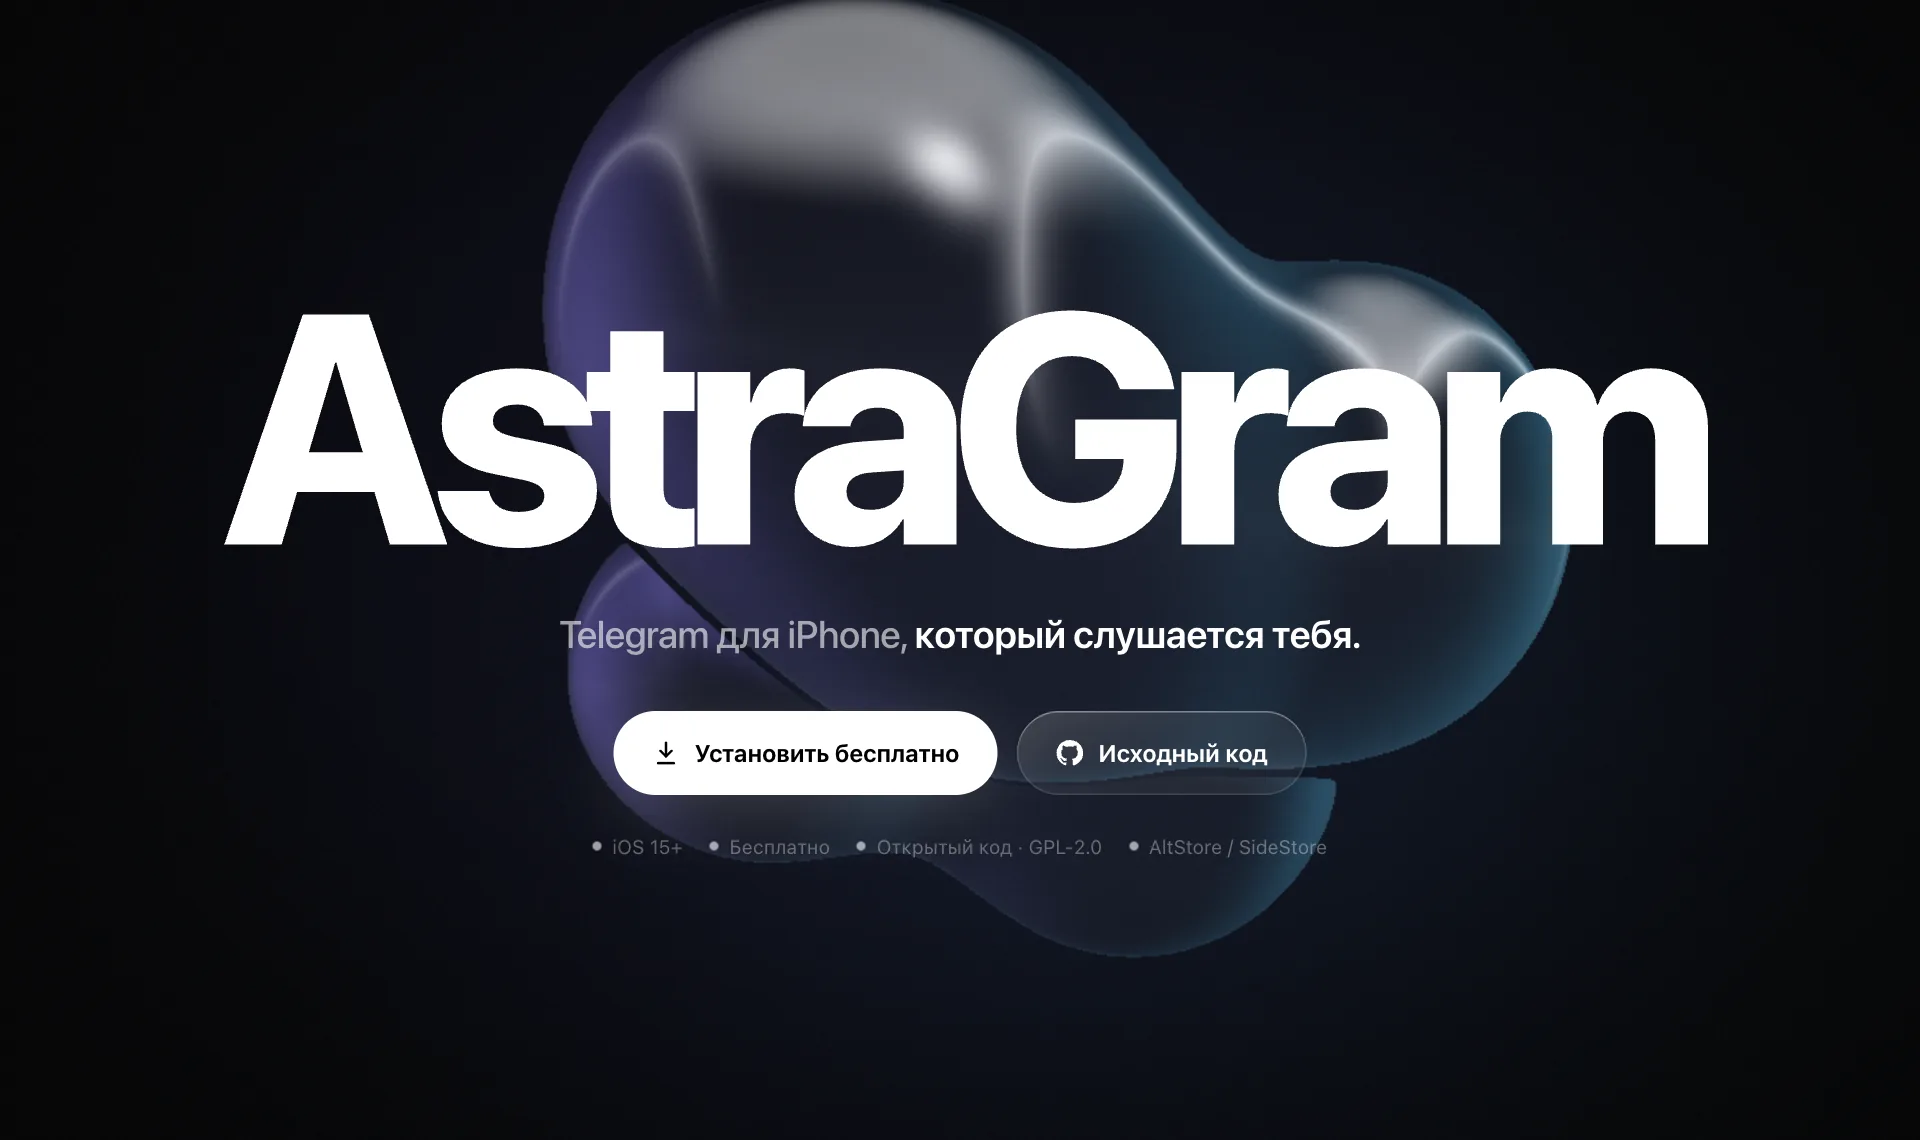 AstraGram
Telegram для iPhone, который слушается тебя.
Установить бесплатно
Исходный код
• iOS 15+ • Бесплатно • Открытый код · GPL-2.0 • AltStore / SideStore